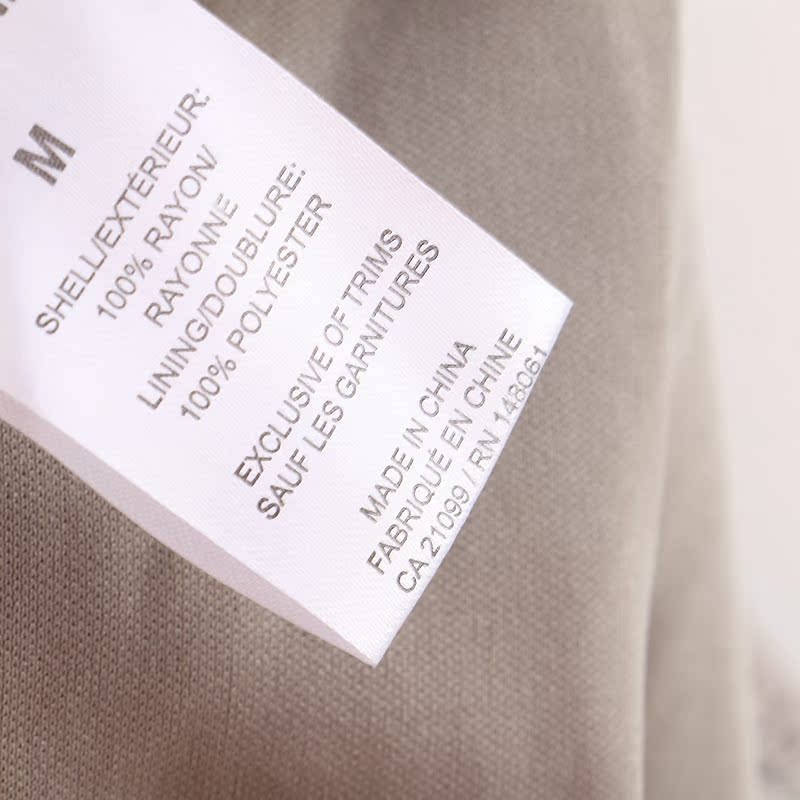 M
SHELL/EXTÉRIEUR:
100% RAYON/
RAYONNE
LINING/DOUBLURE:
100% POLYESTER
EXCLUSIVE OF TRIMS
SAUF LES GARNITURES
MADE IN CHINA
FABRIQUÉ EN CHINE
CA 21099 / RN 148061